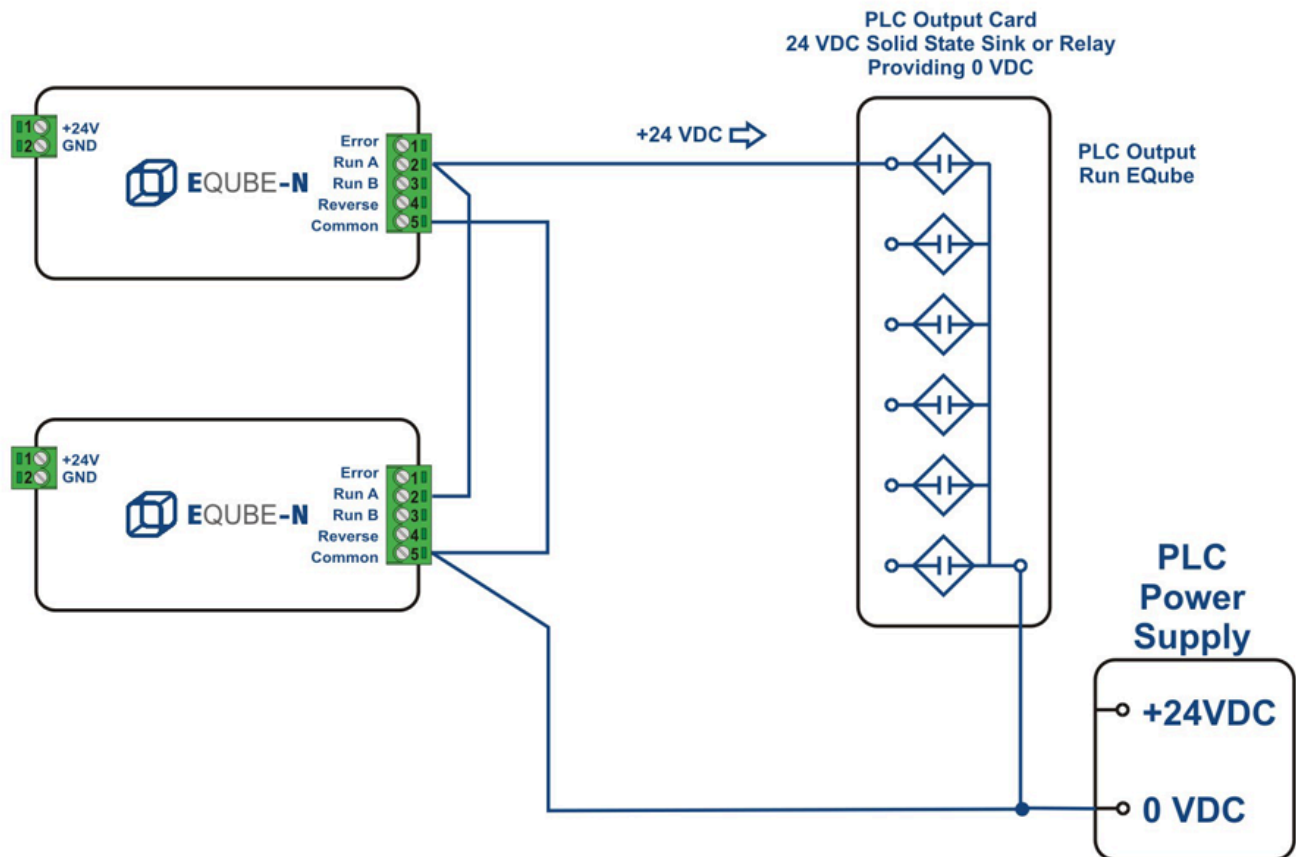 PLC Output Card
24 VDC Solid State Sink or Relay
Providing 0 VDC
1 +24V
2 GND
EQUBE-N
Error 1
Run A 2
Run B 3
Reverse 4
Common 5
+24 VDC
PLC Output
Run EQube
1 +24V
2 GND
EQUBE-N
Error 1
Run A 2
Run B 3
Reverse 4
Common 5
PLC
Power
Supply
+24VDC
0 VDC